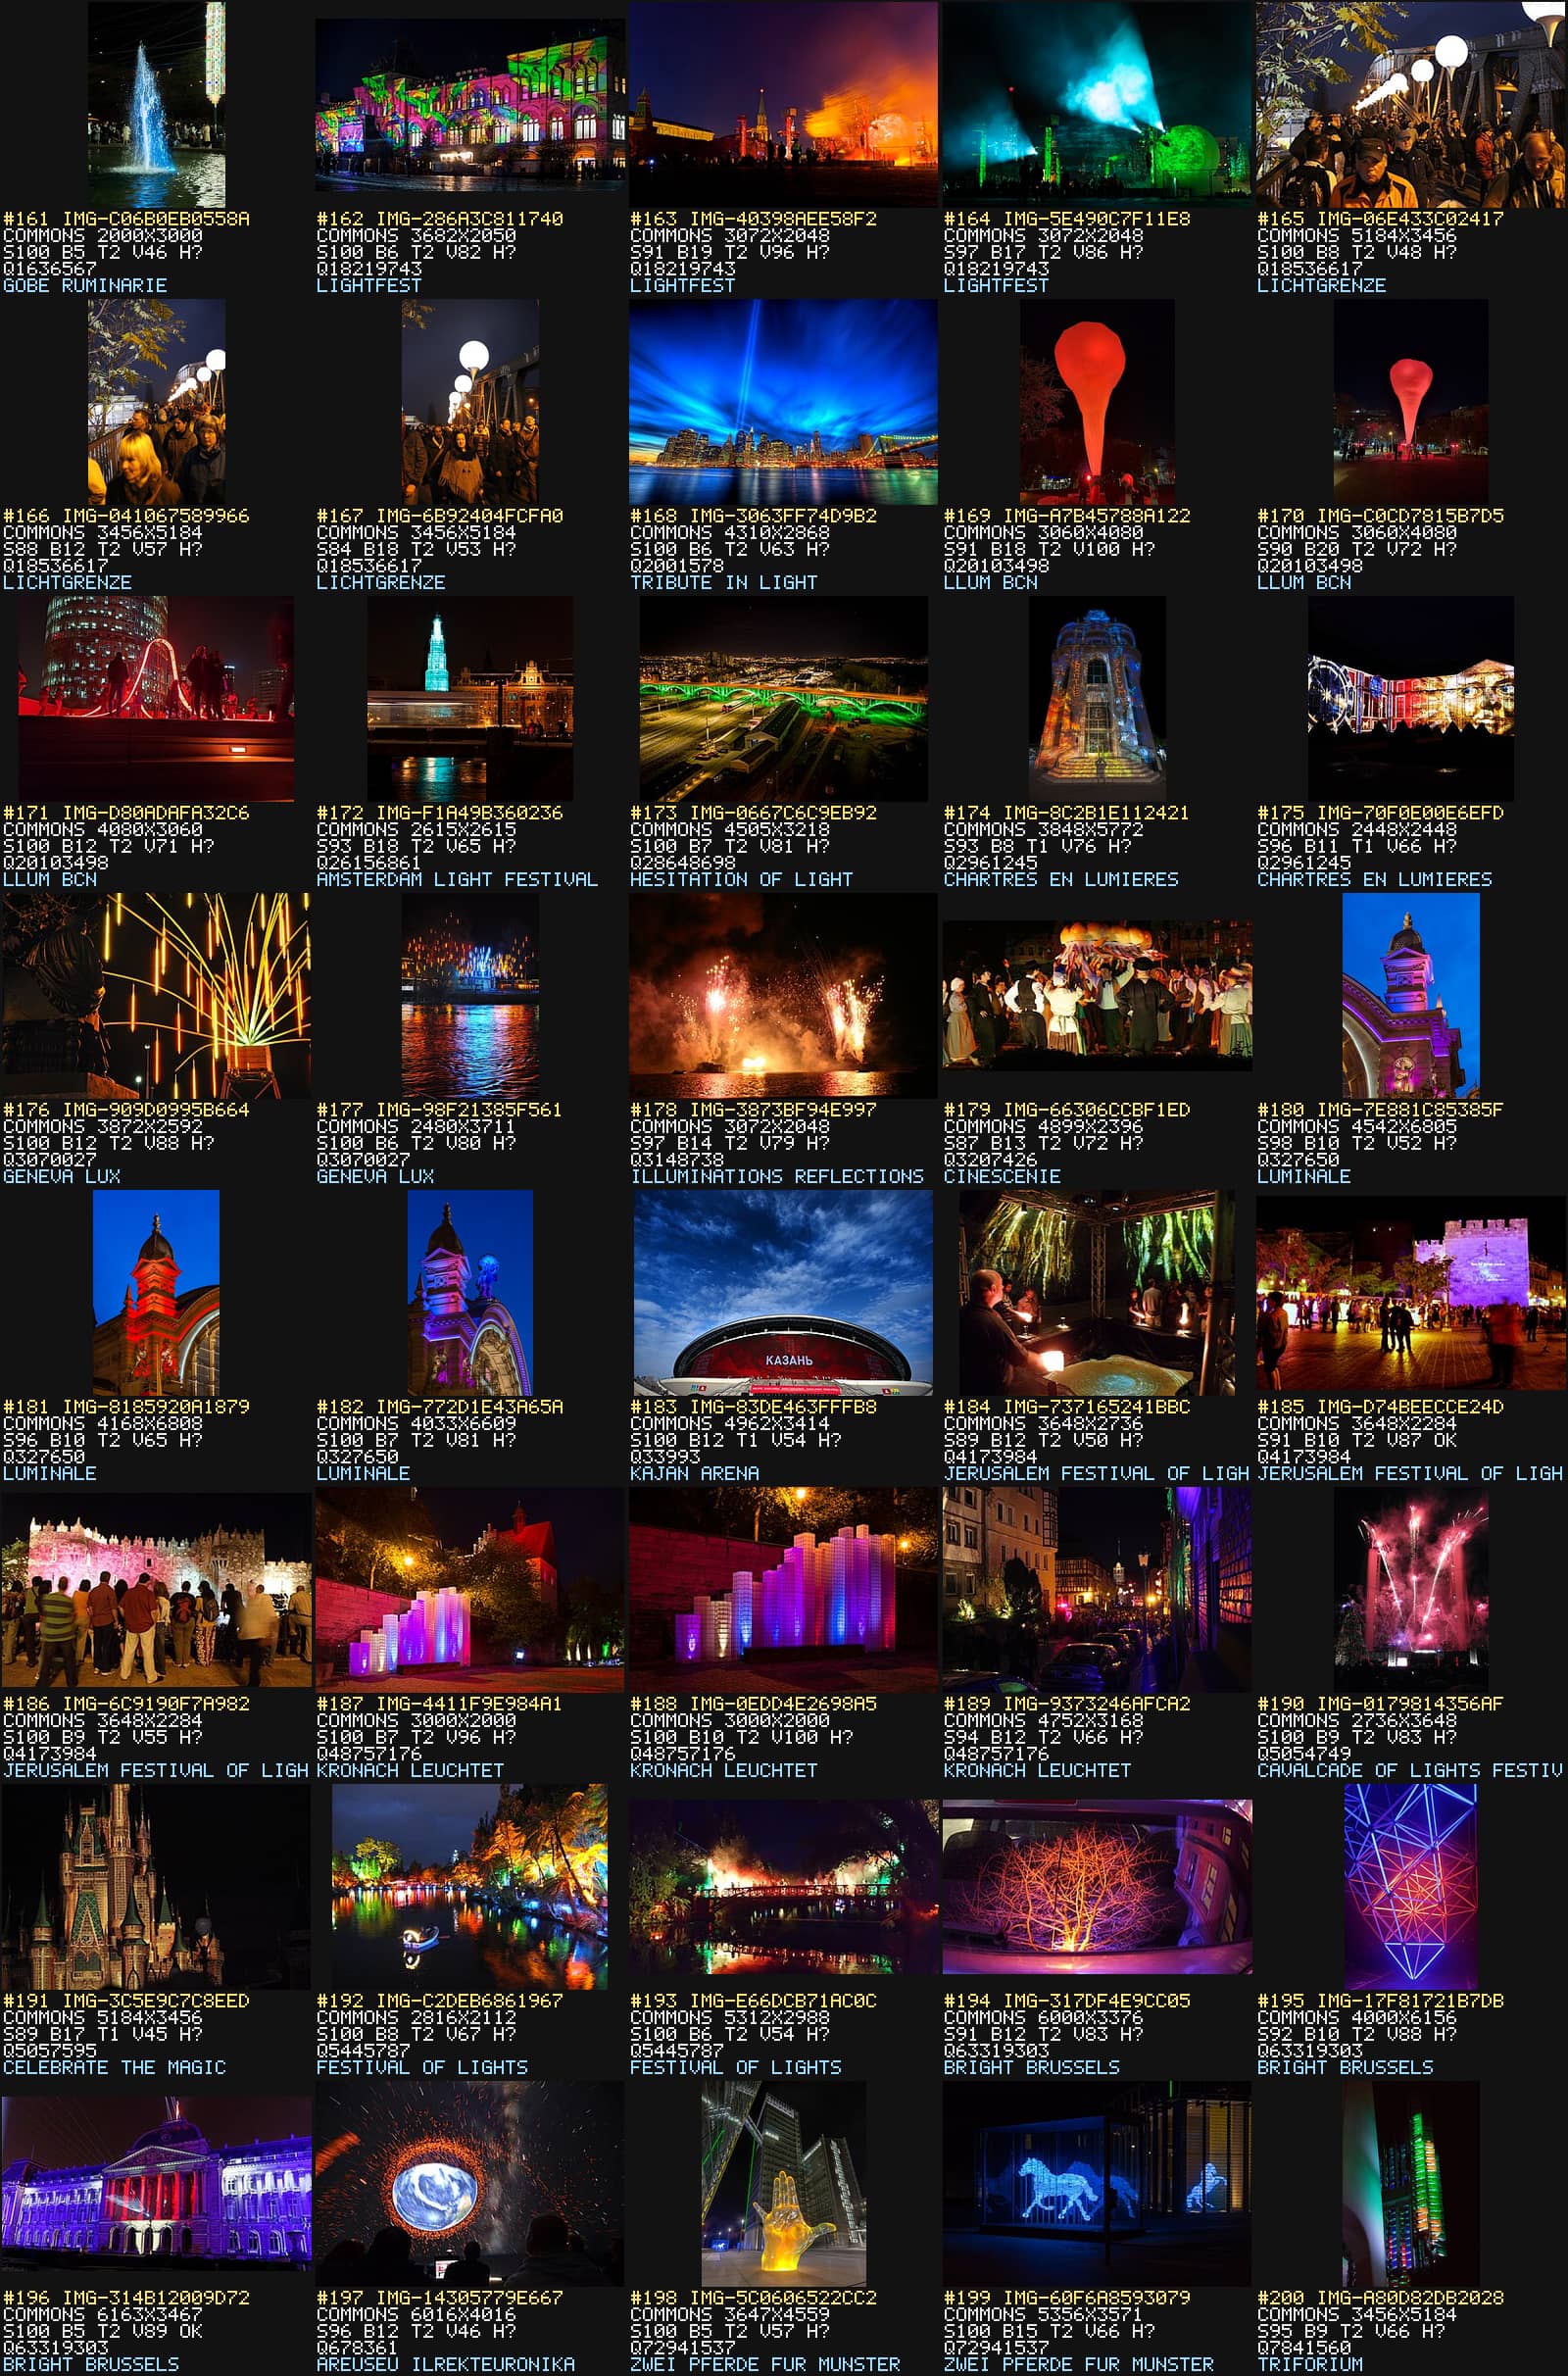 #161 IMG-C06B0EB0558A
COMMONS 2000X3000
S100 B5 T2 V46 H?
Q1636567
GOBE RUMINARIE
#162 IMG-286A3C811740
COMMONS 3682X2050
S100 B6 T2 V82 H?
Q18219743
LIGHTFEST
#163 IMG-40398AEE58F2
COMMONS 3072X2048
S91 B19 T2 V96 H?
Q18219743
LIGHTFEST
#164 IMG-5E490C7F11E8
COMMONS 3072X2048
S97 B17 T2 V86 H?
Q18219743
LIGHTFEST
#165 IMG-06E433C02417
COMMONS 5184X3456
S100 B8 T2 V48 H?
Q18536617
LICHTGRENZE
#166 IMG-041067589966
COMMONS 3456X5184
S88 B12 T2 V57 H?
Q18536617
LICHTGRENZE
#167 IMG-6B92404FCFA0
COMMONS 3456X5184
S84 B18 T2 V53 H?
Q18536617
LICHTGRENZE
#168 IMG-3063FF74D9B2
COMMONS 4310X2868
S100 B6 T2 V63 H?
Q2001578
TRIBUTE IN LIGHT
#169 IMG-A7B45788A122
COMMONS 3060X4080
S91 B18 T2 V100 H?
Q20103498
LLUM BCN
#170 IMG-C0CD7815B7D5
COMMONS 3060X4080
S90 B20 T2 V72 H?
Q20103498
LLUM BCN
#171 IMG-D80ADAFA32C6
COMMONS 4080X3060
S100 B12 T2 V71 H?
Q20103498
LLUM BCN
#172 IMG-F1A49B360236
COMMONS 2615X2615
S93 B18 T2 V65 H?
Q26156861
AMSTERDAM LIGHT FESTIVAL
#173 IMG-0667C6C9EB92
COMMONS 4505X3218
S100 B7 T2 V81 H?
Q28648698
HESITATION OF LIGHT
#174 IMG-8C2B1E112421
COMMONS 3848X5772
S93 B8 T1 V76 H?
Q2961245
CHARTRES EN LUMIERES
#175 IMG-70F0E00E6EFD
COMMONS 2448X2448
S96 B11 T1 V66 H?
Q2961245
CHARTRES EN LUMIERES
#176 IMG-909D0995B664
COMMONS 3872X2592
S100 B12 T2 V88 H?
Q3070027
GENEVA LUX
#177 IMG-98F21385F561
COMMONS 2480X3711
S100 B6 T2 V80 H?
Q3070027
GENEVA LUX
#178 IMG-3873BF94E997
COMMONS 3072X2048
S97 B14 T2 V79 H?
Q3148738
ILLUMINATIONS REFLECTIONS
#179 IMG-66306CCBF1ED
COMMONS 4899X2396
S87 B13 T2 V72 H?
Q3207426
CINESCENIE
#180 IMG-7E881C85385F
COMMONS 4542X6805
S98 B10 T2 V52 H?
Q327650
LUMINALE
КАЗАНЬ
#181 IMG-8185920A1879
COMMONS 4168X6808
S96 B10 T2 V65 H?
Q327650
LUMINALE
#182 IMG-772D1E43A65A
COMMONS 4033X6609
S100 B7 T2 V81 H?
Q327650
LUMINALE
#183 IMG-83DE463FFFB8
COMMONS 4962X3414
S100 B12 T1 V54 H?
Q33993
KAJAN ARENA
#184 IMG-737165241BBC
COMMONS 3648X2736
S89 B12 T2 V50 H?
Q4173984
JERUSALEM FESTIVAL OF LIGH
#185 IMG-D74BEECCE24D
COMMONS 3648X2284
S91 B10 T2 V87 OK
Q4173984
JERUSALEM FESTIVAL OF LIGH
#186 IMG-6C9190F7A982
COMMONS 3648X2284
S100 B9 T2 V55 H?
Q4173984
JERUSALEM FESTIVAL OF LIGH
#187 IMG-4411F9E984A1
COMMONS 3000X2000
S100 B7 T2 V96 H?
Q48757176
KRONACH LEUCHTET
#188 IMG-0EDD4E2698A5
COMMONS 3000X2000
S100 B10 T2 V100 H?
Q48757176
KRONACH LEUCHTET
#189 IMG-9373246AFCA2
COMMONS 4752X3168
S94 B12 T2 V66 H?
Q48757176
KRONACH LEUCHTET
#190 IMG-0179814356AF
COMMONS 2736X3648
S100 B9 T2 V83 H?
Q5054749
CAVALCADE OF LIGHTS FESTIV
#191 IMG-3C5E9C7C8EED
COMMONS 5184X3456
S89 B17 T1 V45 H?
Q5057595
CELEBRATE THE MAGIC
#192 IMG-C2DEB6861967
COMMONS 2816X2112
S100 B8 T2 V67 H?
Q5445787
FESTIVAL OF LIGHTS
#193 IMG-E66DCB71AC0C
COMMONS 5312X2988
S100 B6 T2 V54 H?
Q5445787
FESTIVAL OF LIGHTS
#194 IMG-317DF4E9CC05
COMMONS 6000X3376
S91 B12 T2 V83 H?
Q63319303
BRIGHT BRUSSELS
#195 IMG-17F81721B7DB
COMMONS 4000X6156
S92 B10 T2 V88 H?
Q63319303
BRIGHT BRUSSELS
#196 IMG-314B12009D72
COMMONS 6163X3467
S100 B5 T2 V89 OK
Q63319303
BRIGHT BRUSSELS
#197 IMG-14305779E667
COMMONS 6016X4016
S96 B12 T2 V46 H?
Q678361
AREUSEU ILREKTEURONIKA
#198 IMG-5C0606522CC2
COMMONS 3647X4559
S100 B5 T2 V57 H?
Q72941537
ZWEI PFERDE FUR MUNSTER
#199 IMG-60F6A8593079
COMMONS 5356X3571
S100 B15 T2 V66 H?
Q72941537
ZWEI PFERDE FUR MUNSTER
#200 IMG-A80D82DB2028
COMMONS 3456X5184
S95 B9 T2 V66 H?
Q7841560
TRIFORIUM